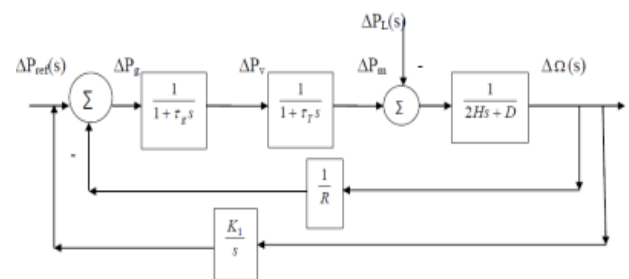 ΔP_L(s)
ΔP_ref(s) ΔP_g ΔP_v ΔP_m - ΔΩ(s)
Σ 1/(1+τ_g s) 1/(1+τ_T s) Σ 1/(2Hs+D)
-
1/R
K_1/s